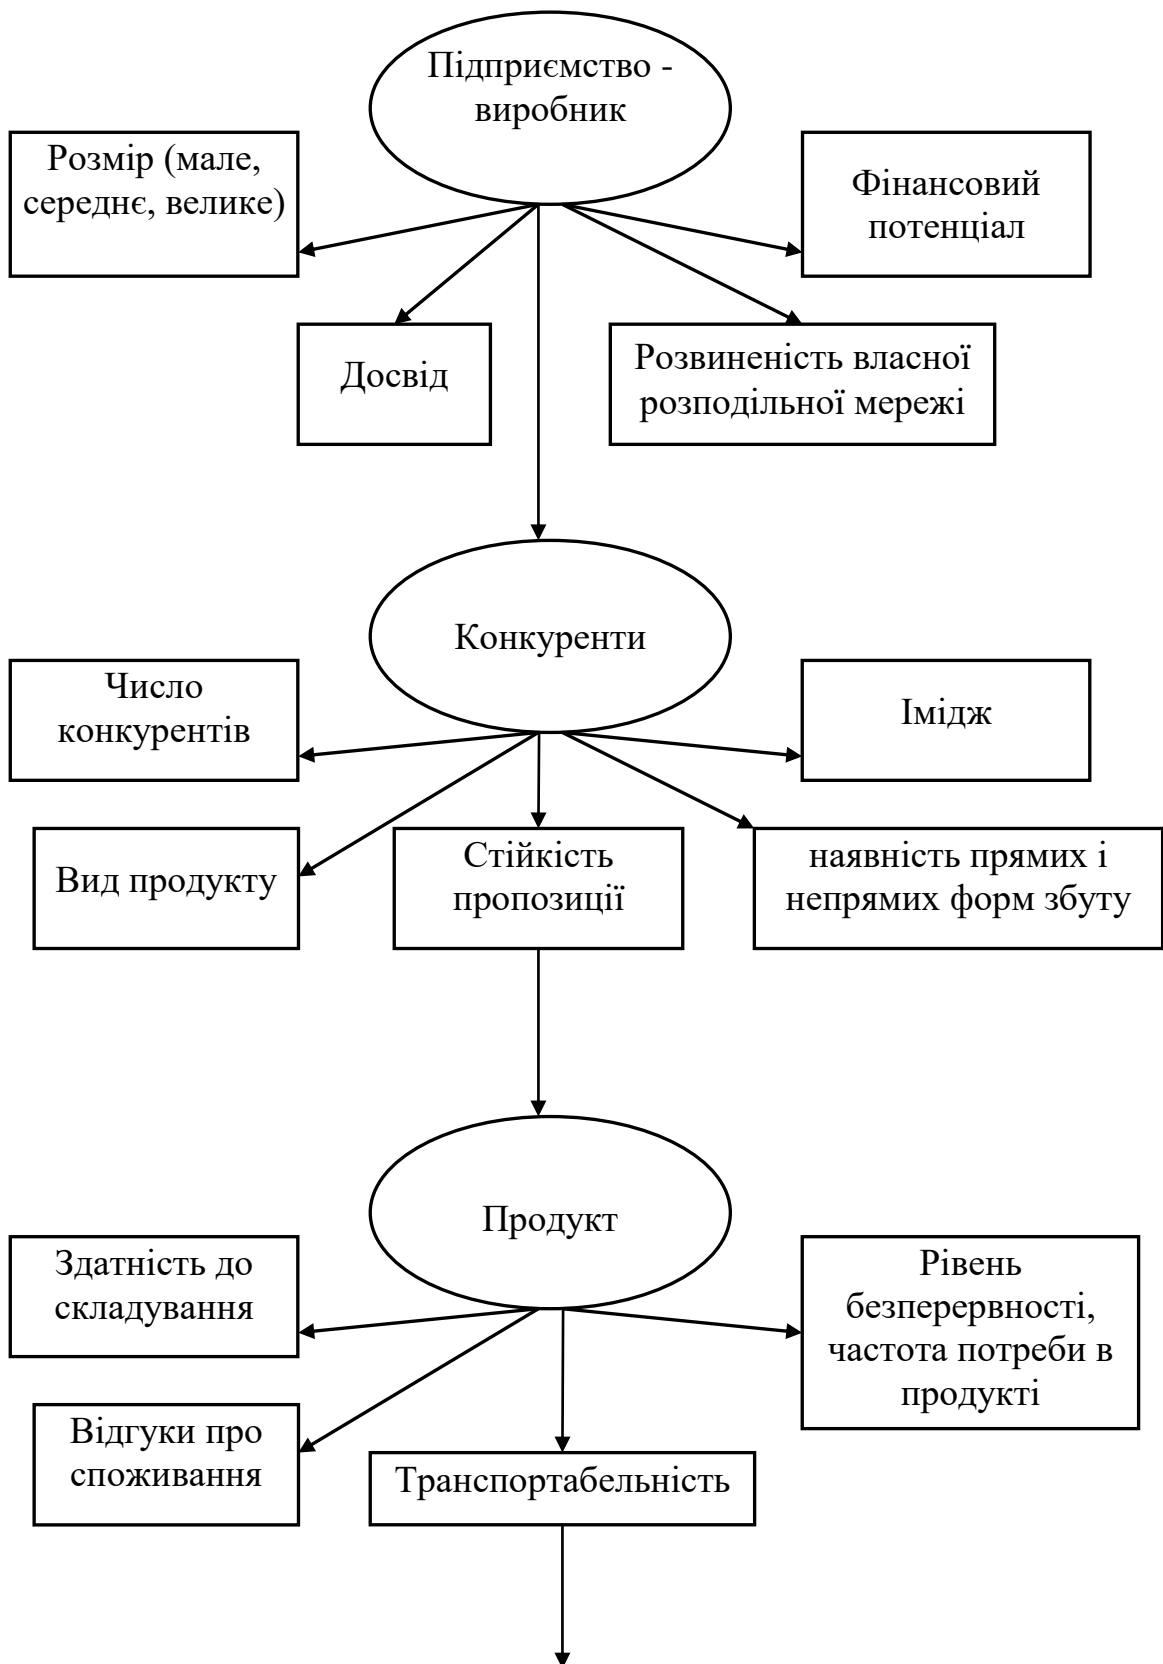 Підприємство -
виробник
Розмір (мале,
середнє, велике)
Фінансовий
потенціал
Досвід
Розвиненість власної
розподільної мережі
Конкуренти
Число
конкурентів
Імідж
Вид продукту
Стійкість
пропозиції
наявність прямих і
непрямих форм збуту
Продукт
Здатність до
складування
Рівень
безперервності,
частота потреби в
продукті
Відгуки про
споживання
Транспортабельність